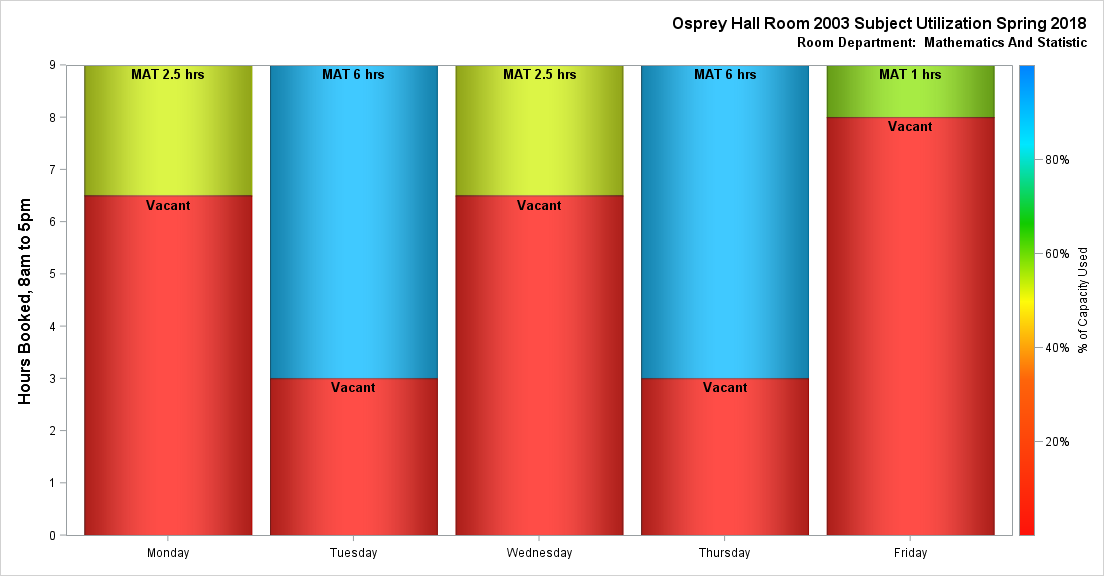 Osprey Hall Room 2003 Subject Utilization Spring 2018
Room Department: Mathematics And Statistic
Hours Booked, 8am to 5pm
9
8
7
6
5
4
3
2
1
0
MAT 2.5 hrs
Vacant
MAT 6 hrs
Vacant
MAT 2.5 hrs
Vacant
MAT 6 hrs
Vacant
MAT 1 hrs
Vacant
Monday
Tuesday
Wednesday
Thursday
Friday
80%
60%
40%
20%
% of Capacity Used